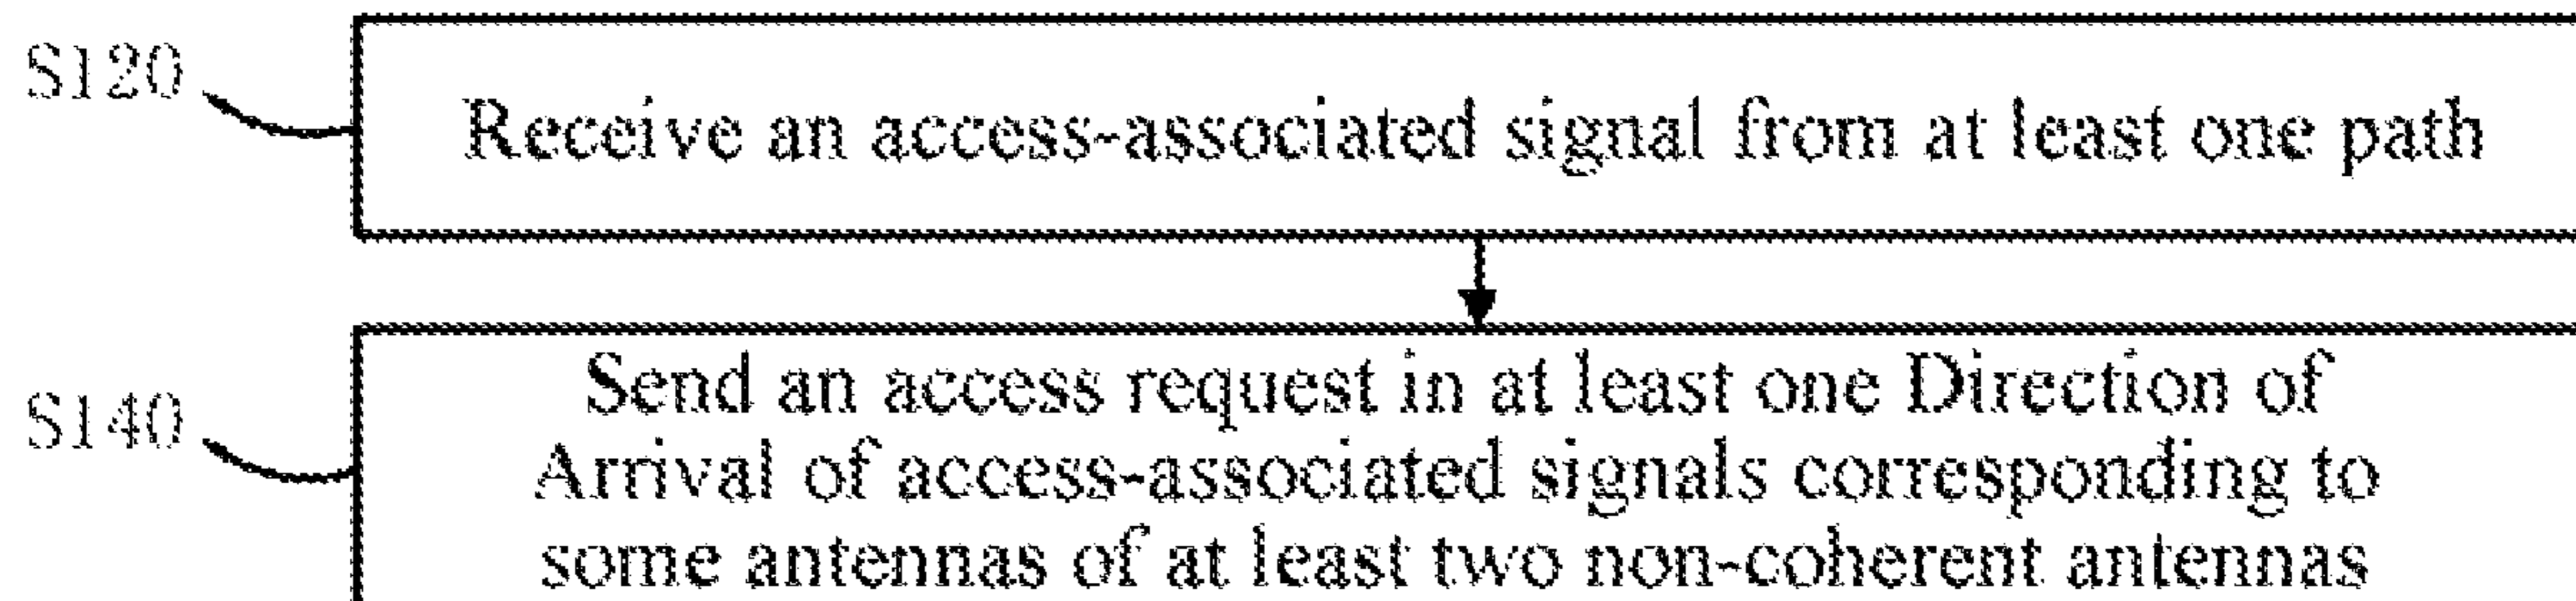 S120
Receive an access-associated signal from at least one path
S140
Send an access request in at least one Direction of
Arrival of access-associated signals corresponding to
some antennas of at least two non-coherent antennas